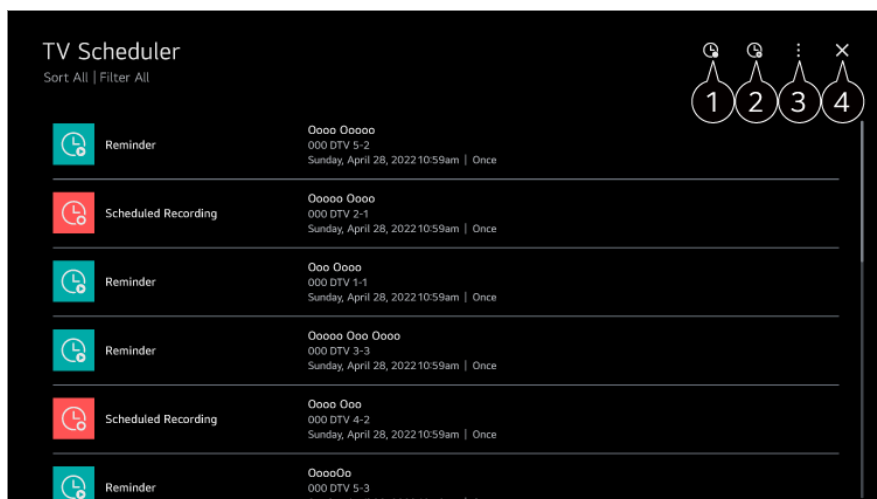 TV Scheduler
Sort All | Filter All
1 2 3 4
Reminder
Oooo Ooooo
000 DTV 5-2
Sunday, April 28, 2022 10:59am | Once
Scheduled Recording
Ooooo Oooo
000 DTV 2-1
Sunday, April 28, 2022 10:59am | Once
Reminder
Ooo Oooo
000 DTV 1-1
Sunday, April 28, 2022 10:59am | Once
Reminder
Ooooo Ooo Oooo
000 DTV 3-3
Sunday, April 28, 2022 10:59am | Once
Scheduled Recording
Oooo Ooo
000 DTV 4-2
Sunday, April 28, 2022 10:59am | Once
Reminder
OoooOo
000 DTV 5-3